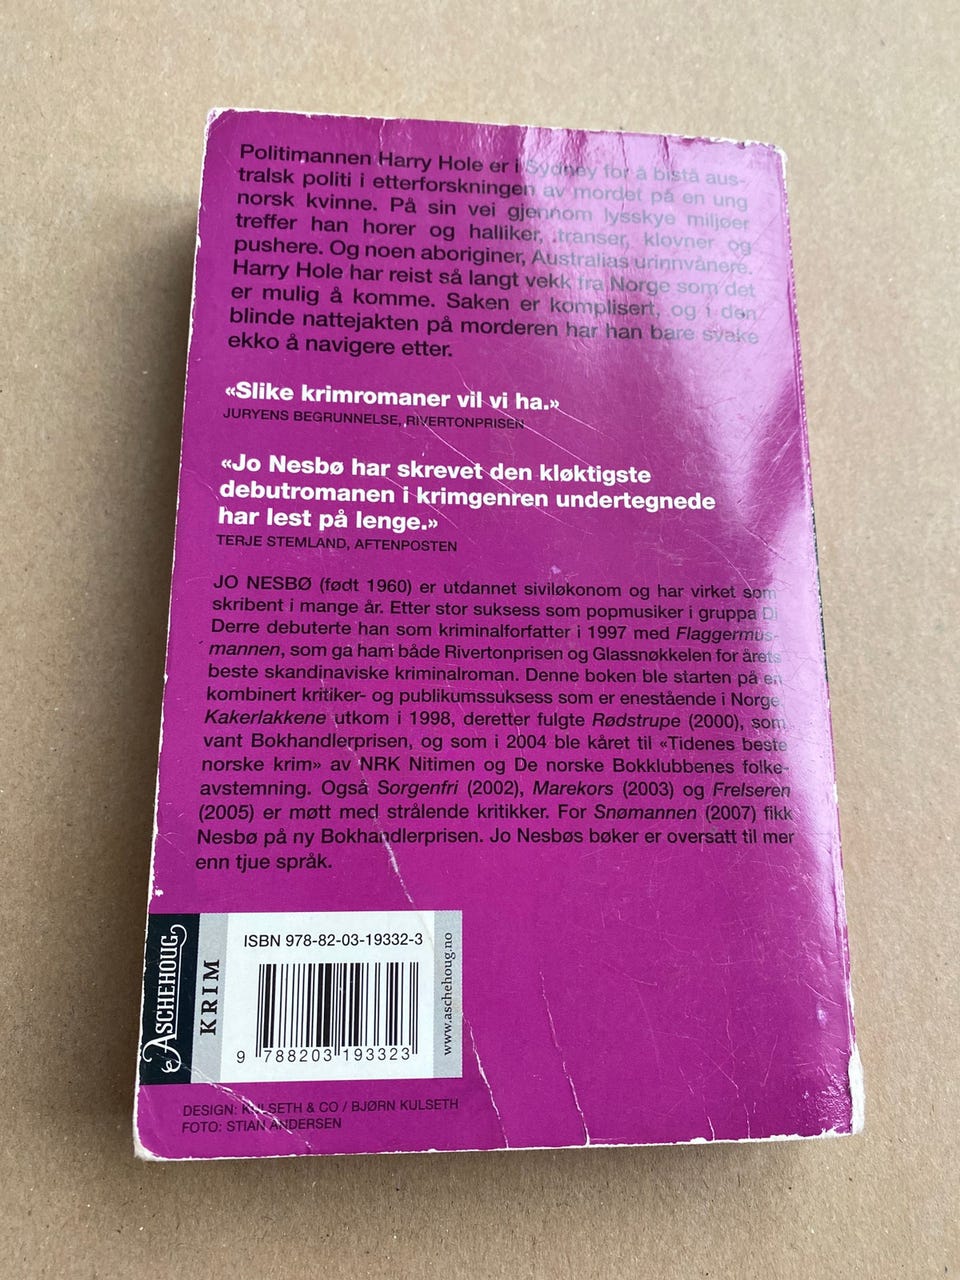 Politimannen Harry Hole er i Sydney for å bistå aus-
tralsk politi i etterforskningen av mordet på en ung
norsk kvinne. På sin vei gjennom lysskye miljøer
treffer han horer og halliker, transer, klovner og
pushere. Og noen aboriginer, Australias urinnvånere.
Harry Hole har reist så langt vekk fra Norge som det
er mulig å komme. Saken er komplisert, og i den
blinde nattejakten på morderen har han bare svake
ekko å navigere etter.
«Slike krimromaner vil vi ha.»
JURYENS BEGRUNNELSE, RIVERTONPRISEN
«Jo Nesbø har skrevet den kløktigste
debutromanen i krimgenren undertegnede
har lest på lenge.»
TERJE STEMLAND, AFTENPOSTEN
JO NESBØ (født 1960) er utdannet siviløkonom og har virket som
skribent i mange år. Etter stor suksess som popmusiker i gruppa Di
Derre debuterte han som kriminalforfatter i 1997 med Flaggermus-
mannen, som ga ham både Rivertonprisen og Glassnøkkelen for årets
beste skandinaviske kriminalroman. Denne boken ble starten på en
kombinert kritiker- og publikumssuksess som er enestående i Norge.
Kakerlakkene utkom i 1998, deretter fulgte Rødstrupe (2000), som
vant Bokhandlerprisen, og som i 2004 ble kåret til «Tidenes beste
norske krim» av NRK Nitimen og De norske Bokklubbenes folke-
avstemning. Også Sorgenfri (2002), Marekors (2003) og Frelseren
(2005) er møtt med strålende kritikker. For Snømannen (2007) fikk
Nesbø på ny Bokhandlerprisen. Jo Nesbøs bøker er oversatt til mer
enn tjue språk.
ASCHEHOUG
KRIM
ISBN 978-82-03-19332-3
9 788203 193323
www.aschehoug.no
DESIGN: KULSETH & CO / BJØRN KULSETH
FOTO: STIAN ANDERSEN